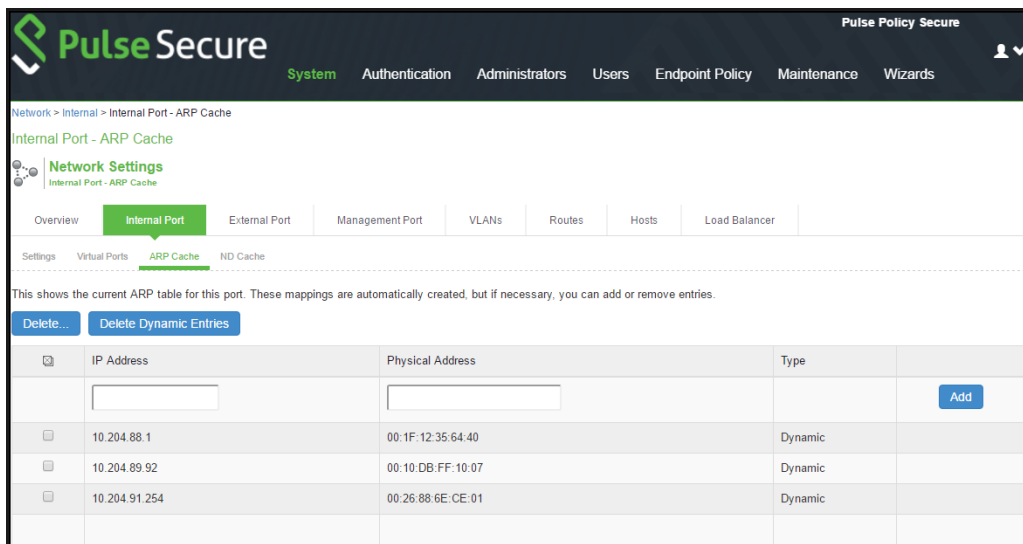 Pulse Policy Secure
Pulse Secure
System Authentication Administrators Users Endpoint Policy Maintenance Wizards
Network > Internal > Internal Port - ARP Cache
Internal Port - ARP Cache
Network Settings
Internal Port - ARP Cache
Overview Internal Port External Port Management Port VLANs Routes Hosts Load Balancer
Settings Virtual Ports ARP Cache ND Cache
This shows the current ARP table for this port. These mappings are automatically created, but if necessary, you can add or remove entries.
Delete... Delete Dynamic Entries
IP Address Physical Address Type
Add
10.204.88.1 00:1F:12:35:64:40 Dynamic
10.204.89.92 00:10:DB:FF:10:07 Dynamic
10.204.91.254 00:26:88:6E:CE:01 Dynamic